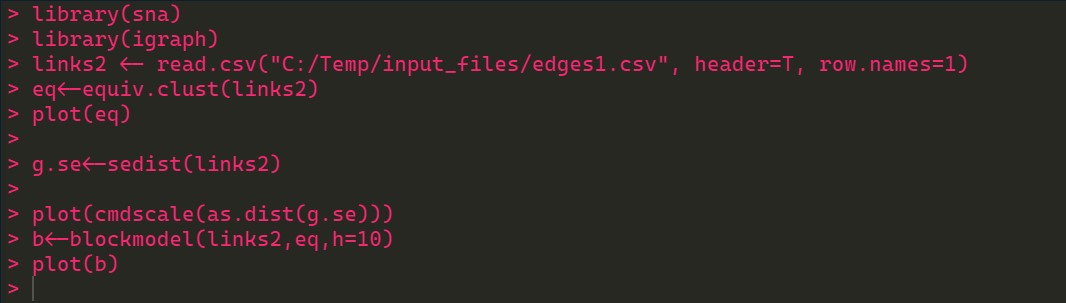 > library(sna)
> library(igraph)
> links2 <- read.csv("C:/Temp/input_files/edges1.csv", header=T, row.names=1)
> eq<-equiv.clust(links2)
> plot(eq)
>
> g.se<-sedist(links2)
>
> plot(cmdscale(as.dist(g.se)))
> b<-blockmodel(links2,eq,h=10)
> plot(b)
>